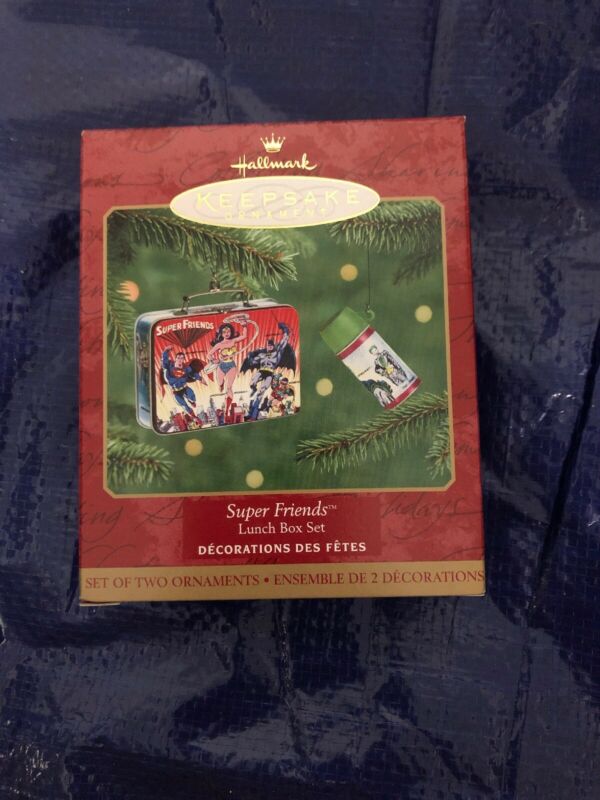 Hallmark
KEEPSAKE
ORNAMENT
SUPER FRIENDS
Super Friends™
Lunch Box Set
DÉCORATIONS DES FÊTES
SET OF TWO ORNAMENTS • ENSEMBLE DE 2 DÉCORATIONS